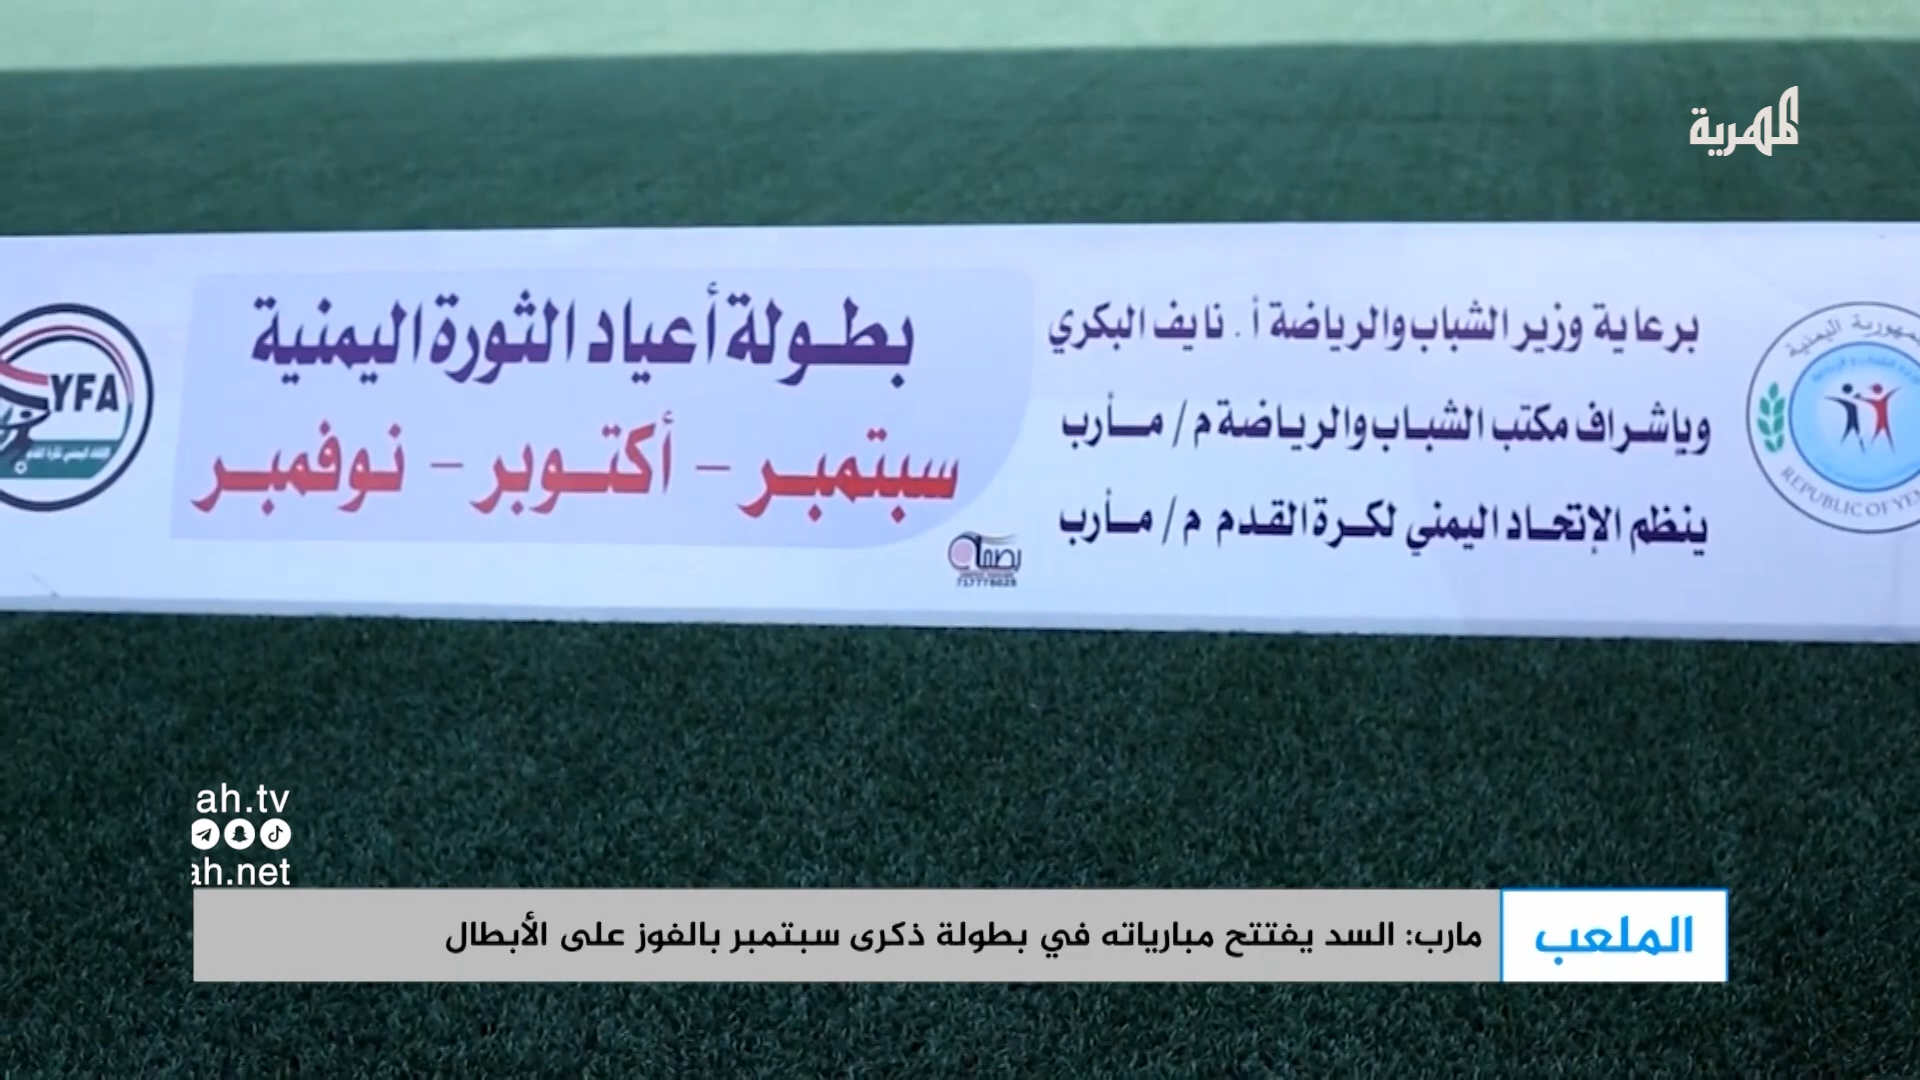 المهرية
برعاية وزير الشباب والرياضة أ. نايف البكري
وبإشراف مكتب الشباب والرياضة م/ مأرب
ينظم الإتحاد اليمني لكرة القدم م/ مأرب
بطولة أعياد الثورة اليمنية
سبتمبر - أكتوبر - نوفمبر
بصمة
YFA
REPUBLIC OF YEM
ah.tv
ah.net
الملعب
مارب: السد يفتتح مبارياته في بطولة ذكرى سبتمبر بالفوز على الأبطال